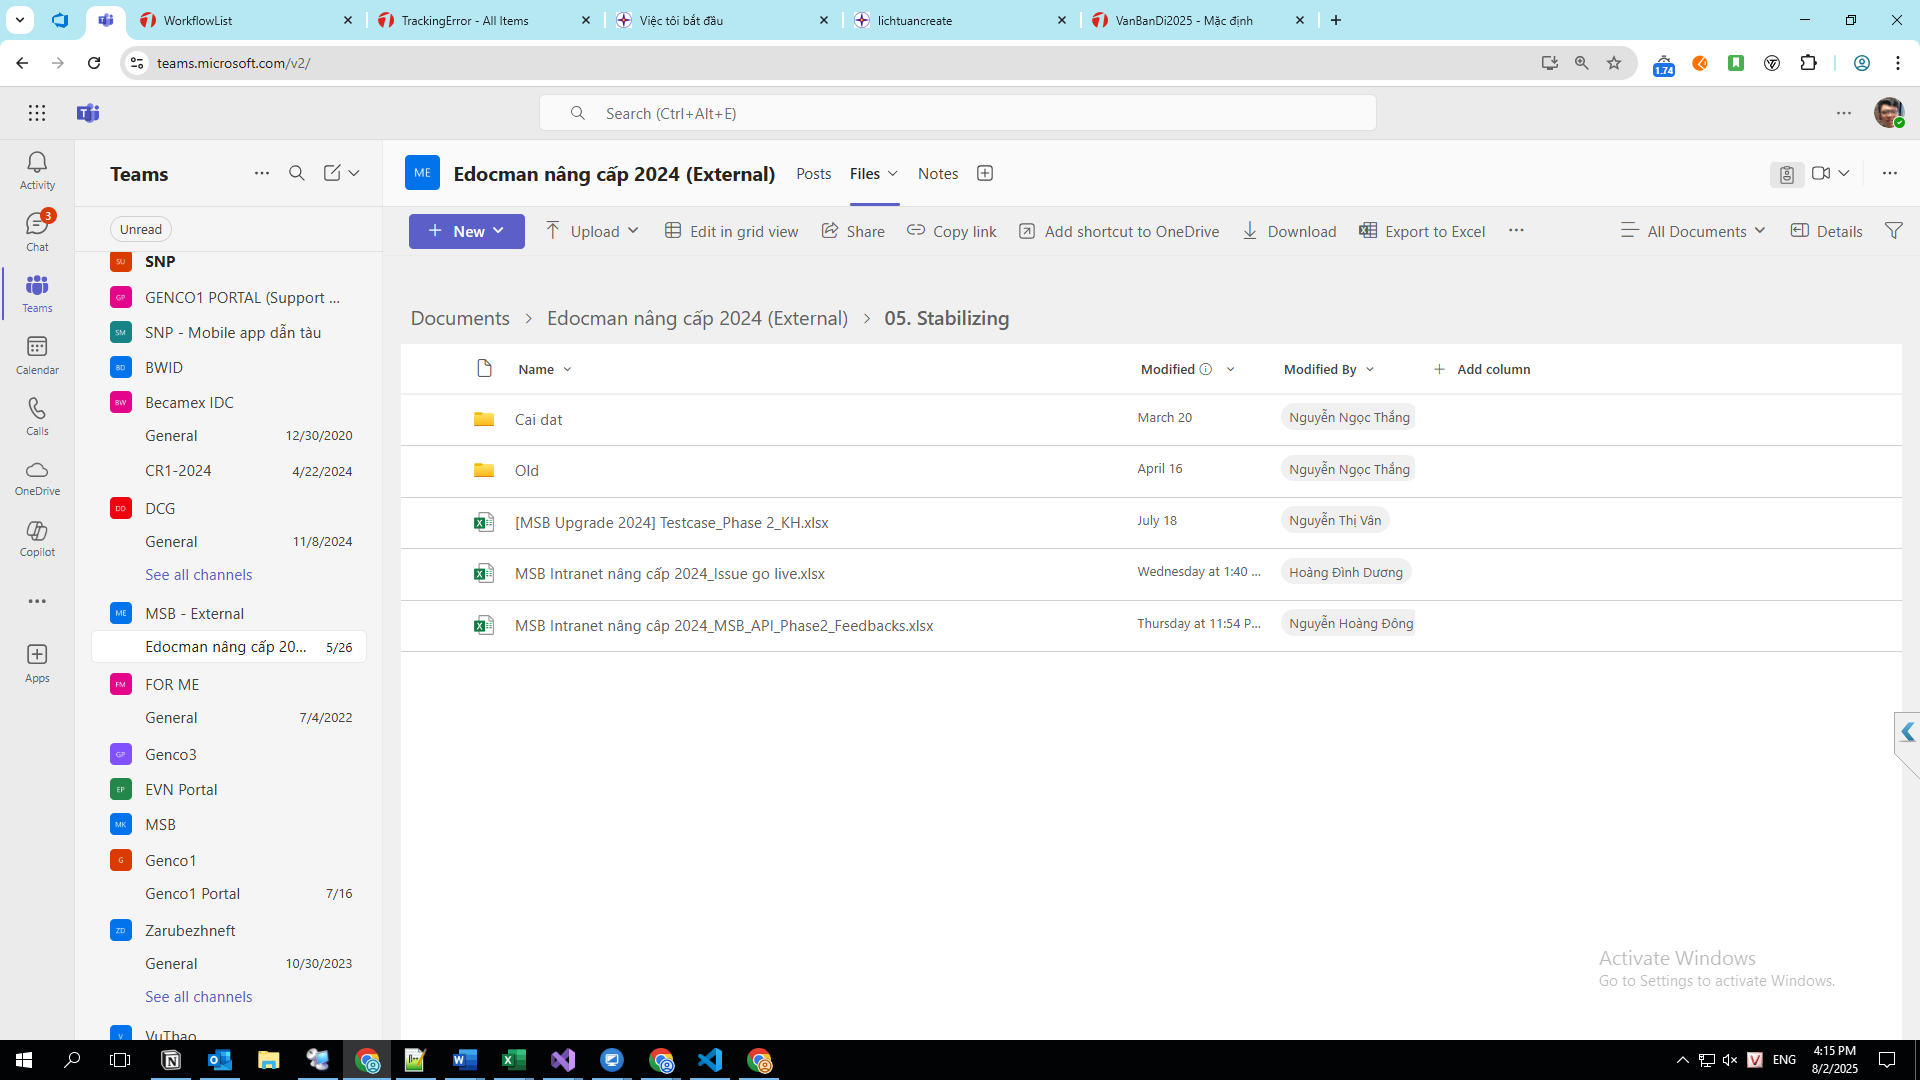 WorkflowList
TrackingError - All Items
Việc tôi bắt đầu
lichtuancreate
VanBanDi2025 - Mặc định
teams.microsoft.com/v2/
1.74
Search (Ctrl+Alt+E)
Activity
3
Chat
Teams
Calendar
Calls
OneDrive
Copilot
Apps
Teams
Unread
SU SNP
GP GENCO1 PORTAL (Support ...
SM SNP - Mobile app dẫn tàu
BD BWID
BW Becamex IDC
General 12/30/2020
CR1-2024 4/22/2024
DD DCG
General 11/8/2024
See all channels
ME MSB - External
Edocman nâng cấp 20... 5/26
FM FOR ME
General 7/4/2022
GP Genco3
EP EVN Portal
MK MSB
G Genco1
Genco1 Portal 7/16
ZD Zarubezhneft
General 10/30/2023
See all channels
V VuThao
ME Edocman nâng cấp 2024 (External) Posts Files Notes
New Upload Edit in grid view Share Copy link Add shortcut to OneDrive Download Export to Excel All Documents Details
Documents > Edocman nâng cấp 2024 (External) > 05. Stabilizing
Name Modified Modified By Add column
Cai dat March 20 Nguyễn Ngọc Thắng
Old April 16 Nguyễn Ngọc Thắng
[MSB Upgrade 2024] Testcase_Phase 2_KH.xlsx July 18 Nguyễn Thị Vân
MSB Intranet nâng cấp 2024_Issue go live.xlsx Wednesday at 1:40 ... Hoàng Đình Dương
MSB Intranet nâng câp 2024_MSB_API_Phase2_Feedbacks.xlsx Thursday at 11:54 P... Nguyễn Hoàng Đông
Activate Windows
Go to Settings to activate Windows.
ENG
4:15 PM
8/2/2025